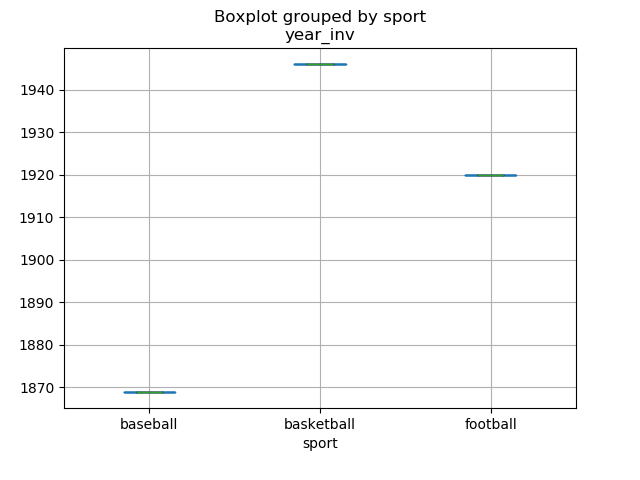 Boxplot grouped by sport
year_inv
1940
1930
1920
1910
1900
1890
1880
1870
baseball basketball football
sport